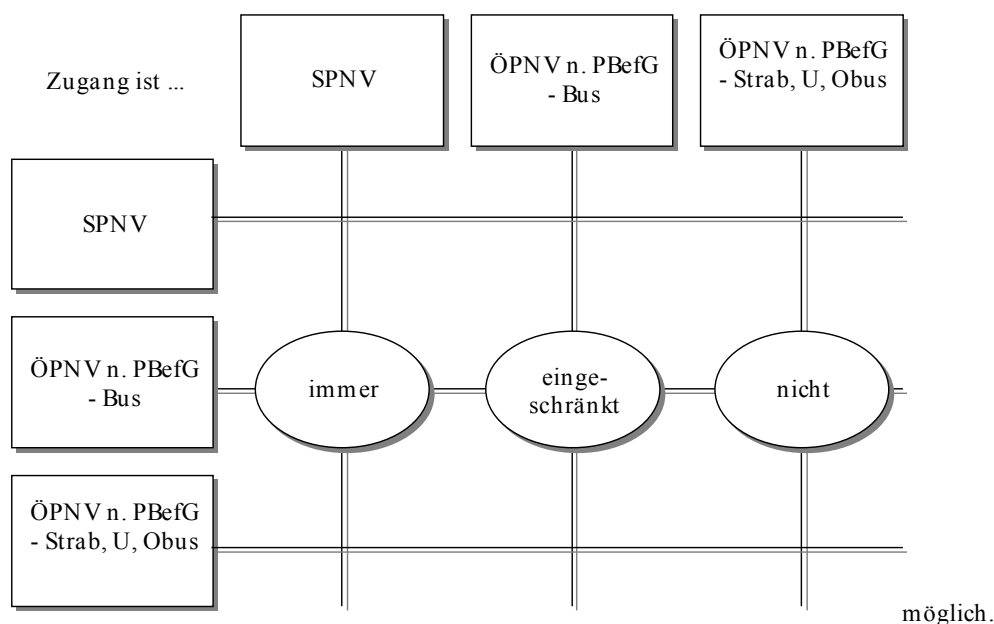 Zugang ist ...
SPNV
ÖPNV n. PBefG
- Bus
ÖPNV n. PBefG
- Strab, U, Obus
SPNV
ÖPNV n. PBefG
- Bus
immer
einge-
schränkt
nicht
ÖPNV n. PBefG
- Strab, U, Obus
möglich.